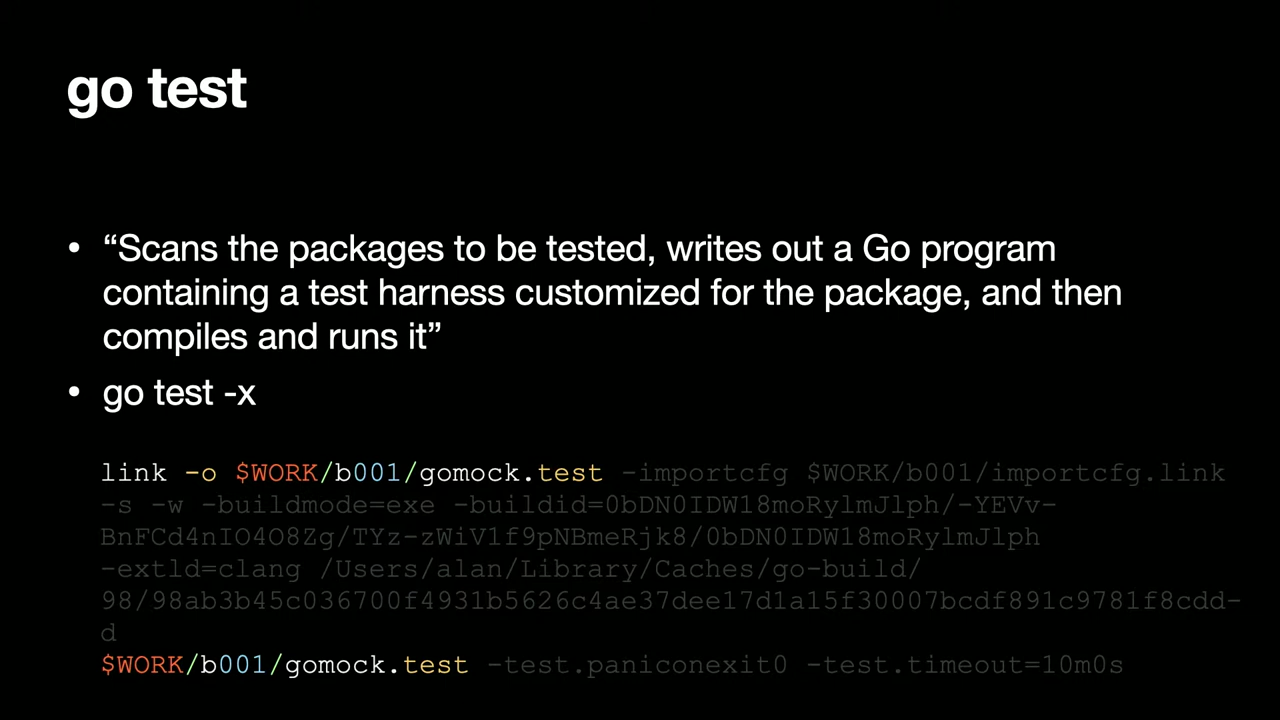 go test
• “Scans the packages to be tested, writes out a Go program
containing a test harness customized for the package, and then
compiles and runs it”
• go test -x
link -o $WORK/b001/gomock.test -importcfg $WORK/b001/importcfg.link
-s -w -buildmode=exe -buildid=0bDN0IDW18moRylmJlph/-YEVv-
BnFCd4nIO4O8Zg/TYz-zWiV1f9pNBmeRjk8/0bDN0IDW18moRylmJlph
-extld=clang /Users/alan/Library/Caches/go-build/
98/98ab3b45c036700f4931b5626c4ae37dee17d1a15f30007bcdf891c9781f8cdd-
d
$WORK/b001/gomock.test -test.paniconexit0 -test.timeout=10m0s